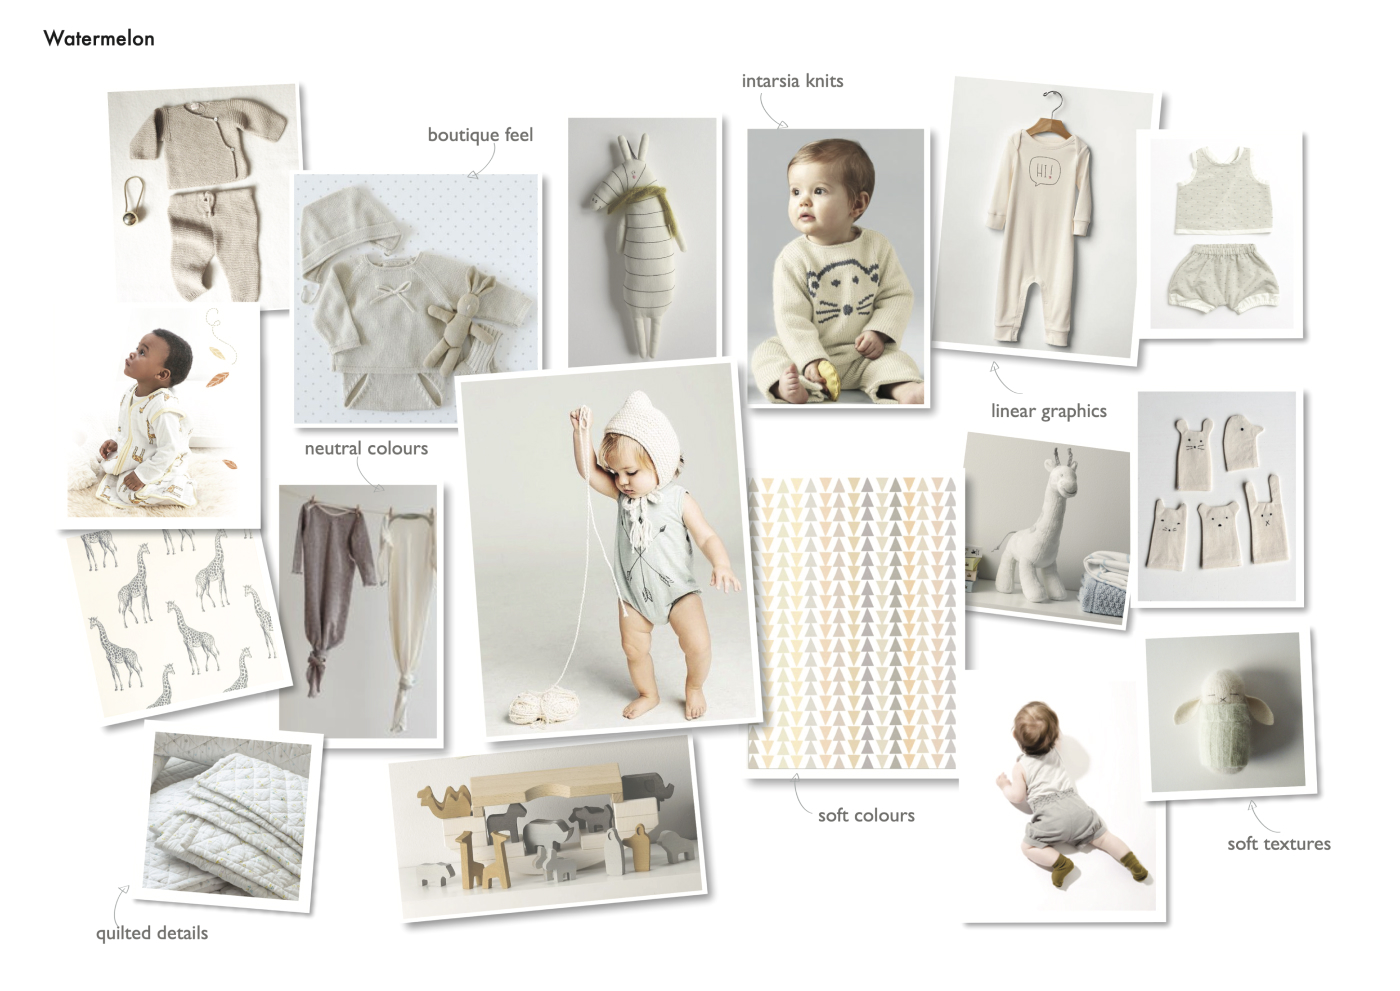 Watermelon
intarsia knits
boutique feel
HI!
linear graphics
neutral colours
soft colours
soft textures
quilted details